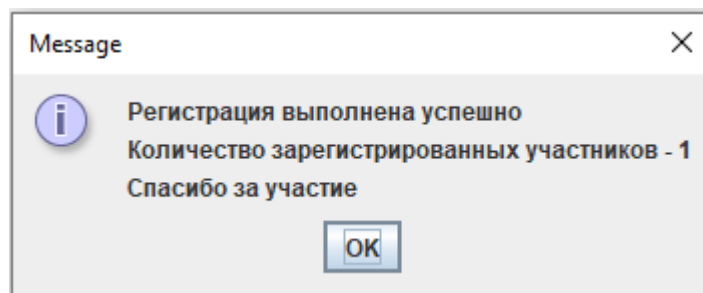 Message
Регистрация выполнена успешно
Количество зарегистрированных участников - 1
Спасибо за участие
OK